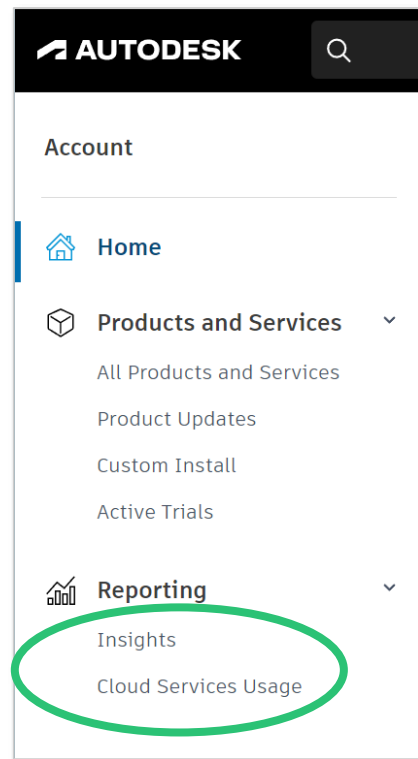 AUTODESK
Account
Home
Products and Services
All Products and Services
Product Updates
Custom Install
Active Trials
Reporting
Insights
Cloud Services Usage